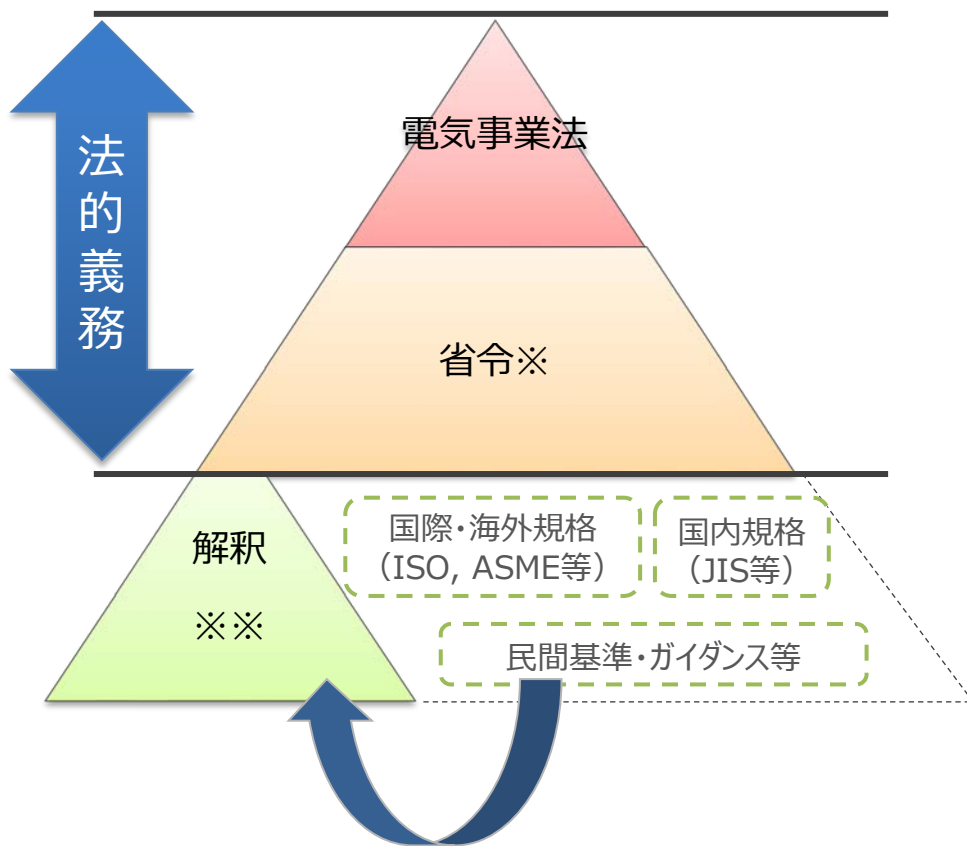 電気事業法
法的義務
省令※
解釈
※※
国際・海外規格
（ISO, ASME等）
国内規格
（JIS等）
民間基準・ガイダンス等